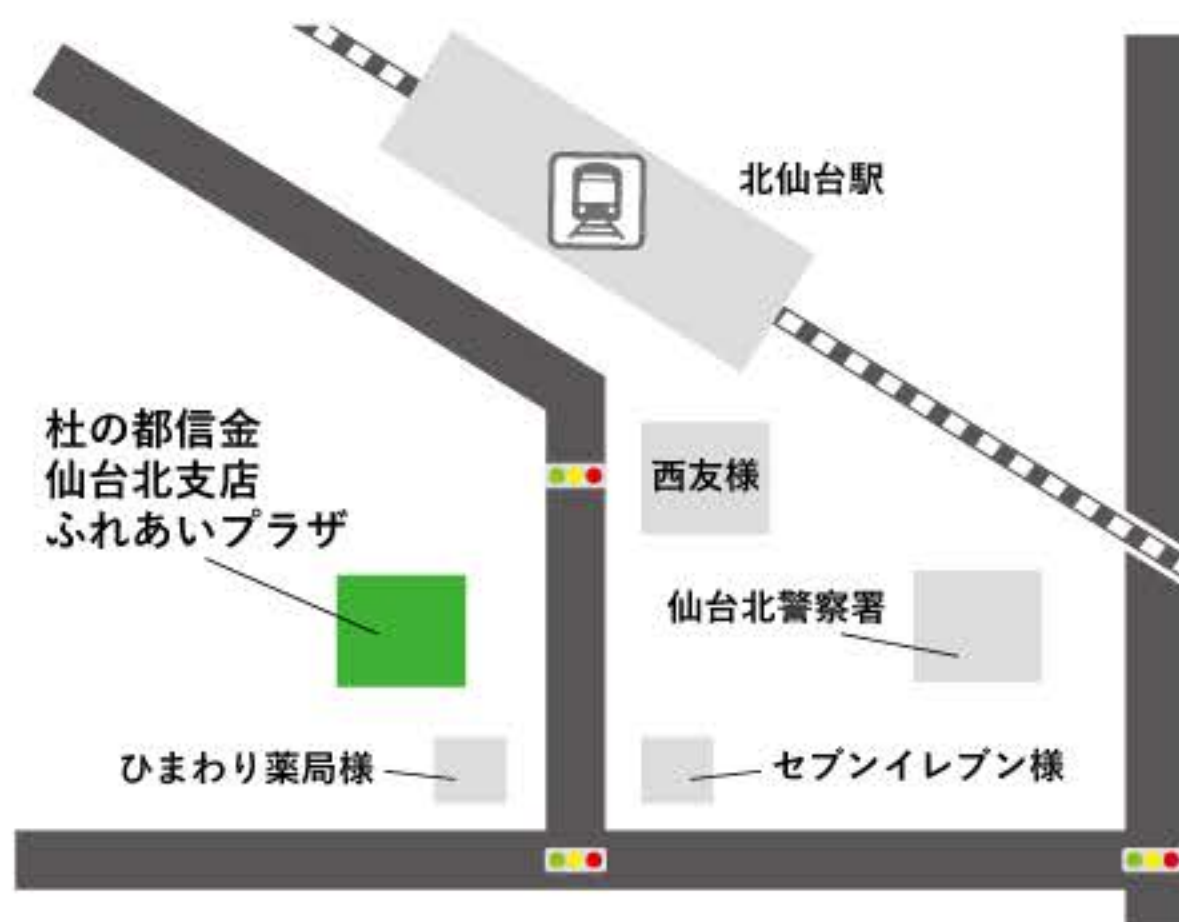 北仙台駅
杜の都信金
仙台北支店
ふれあいプラザ
西友様
仙台北警察署
ひまわり薬局様
セブンイレブン様